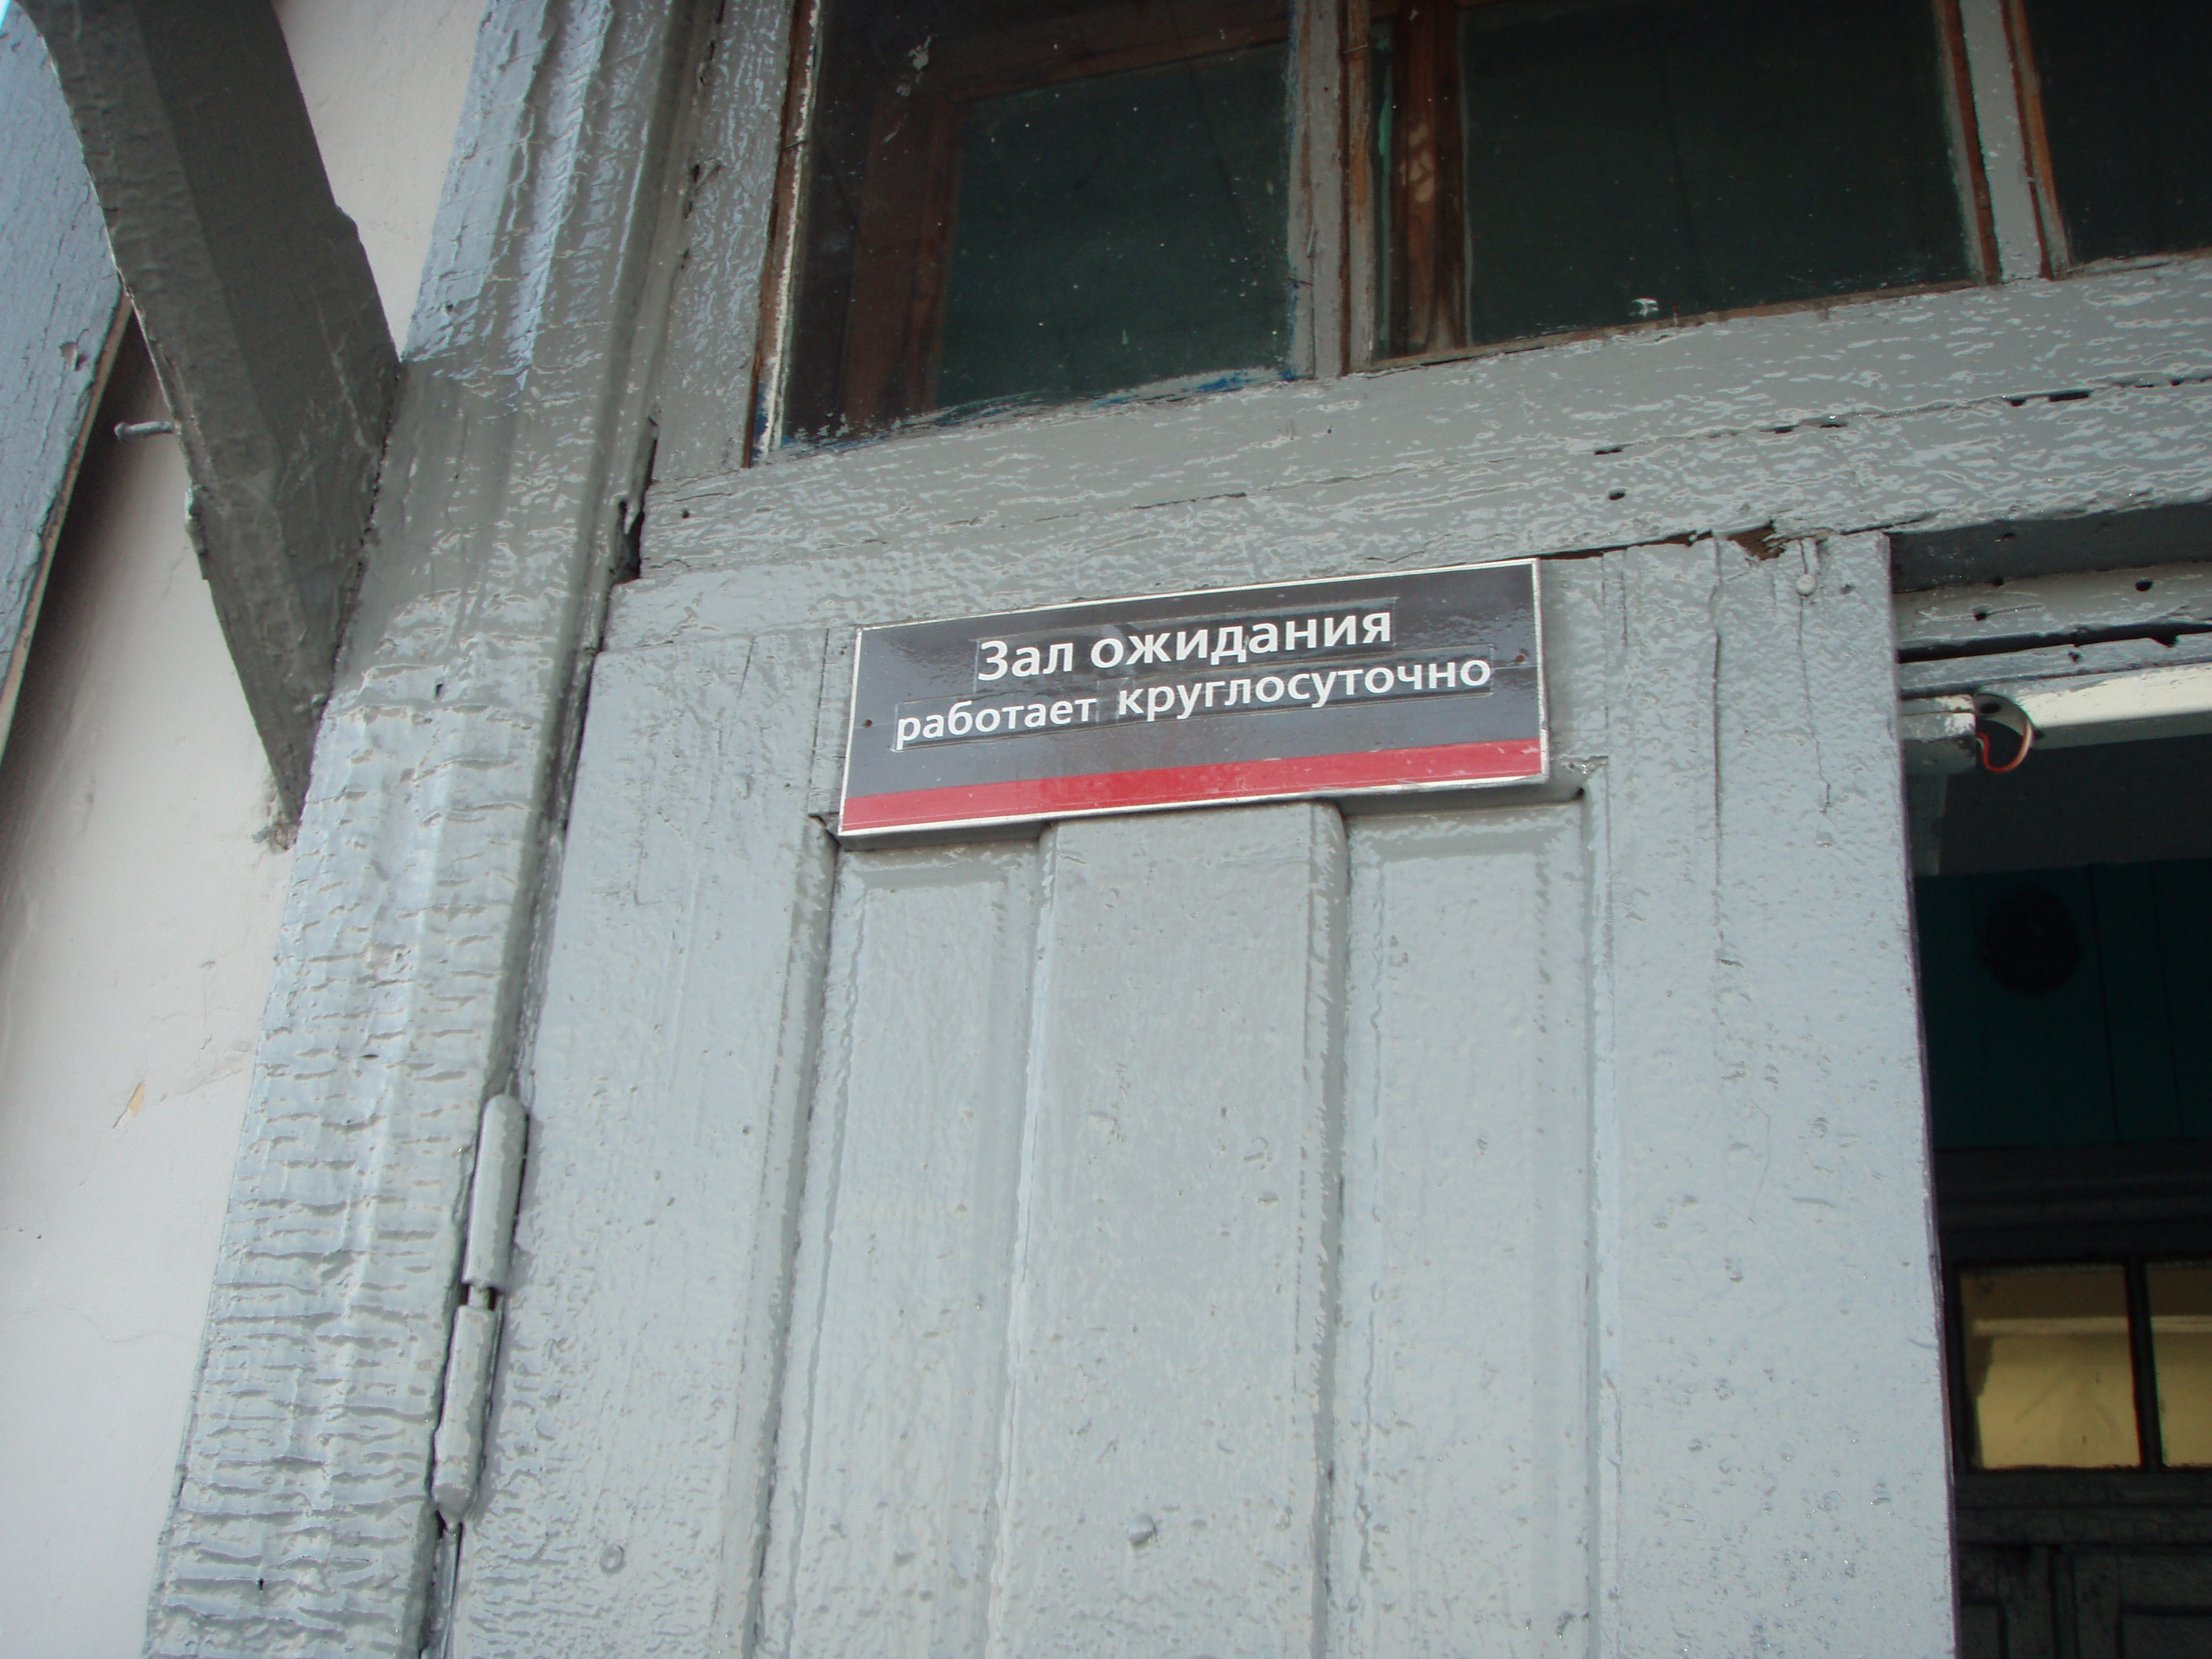 Зал ожидания
работает круглосуточно